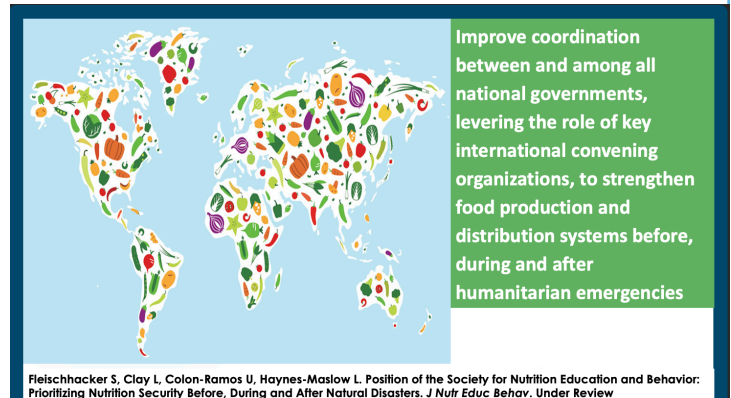 Improve coordination
between and among all
national governments,
levering the role of key
international convening
organizations, to strengthen
food production and
distribution systems before,
during and after
humanitarian emergencies
Fleischhacker S, Clay L, Colon-Ramos U, Haynes-Maslow L. Position of the Society for Nutrition Education and Behavior:
Prioritizing Nutrition Security Before, During and After Natural Disasters. J Nutr Educ Behav. Under Review